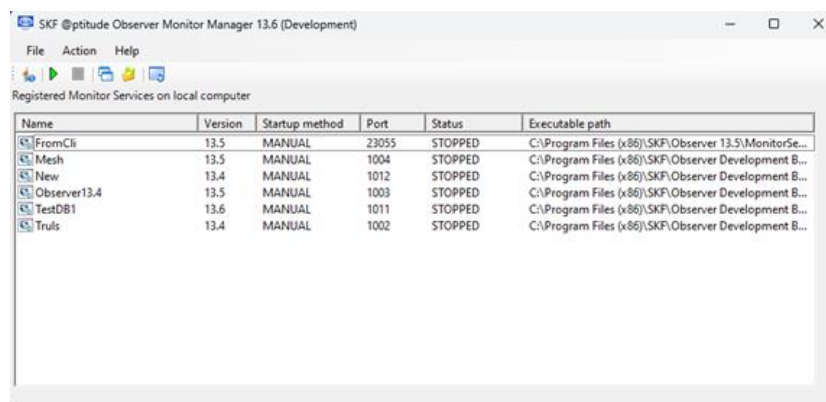 SKF @ptitude Observer Monitor Manager 13.6 (Development)
File Action Help
Registered Monitor Services on local computer
Name Version Startup method Port Status Executable path
FromCli 13.5 MANUAL 23055 STOPPED C:\Program Files (x86)\SKF\Observer 13.5\MonitorSe...
Mesh 13.5 MANUAL 1004 STOPPED C:\Program Files (x86)\SKF\Observer Development B...
New 13.4 MANUAL 1012 STOPPED C:\Program Files (x86)\SKF\Observer Development B...
Observer13.4 13.5 MANUAL 1003 STOPPED C:\Program Files (x86)\SKF\Observer Development B...
TestDB1 13.6 MANUAL 1011 STOPPED C:\Program Files (x86)\SKF\Observer Development B...
Truls 13.4 MANUAL 1002 STOPPED C:\Program Files (x86)\SKF\Observer Development B...